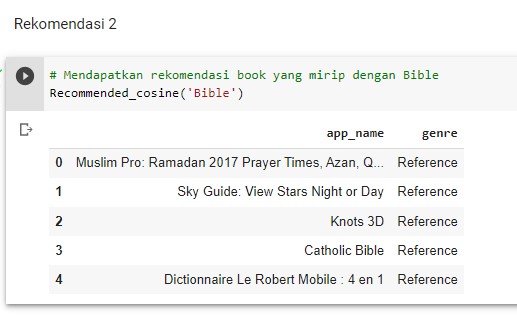 Rekomendasi 2
# Mendapatkan rekomendasi book yang mirip dengan Bible
Recommended_cosine('Bible')
app_name genre
0 Muslim Pro: Ramadan 2017 Prayer Times, Azan, Q... Reference
1 Sky Guide: View Stars Night or Day Reference
2 Knots 3D Reference
3 Catholic Bible Reference
4 Dictionnaire Le Robert Mobile : 4 en 1 Reference